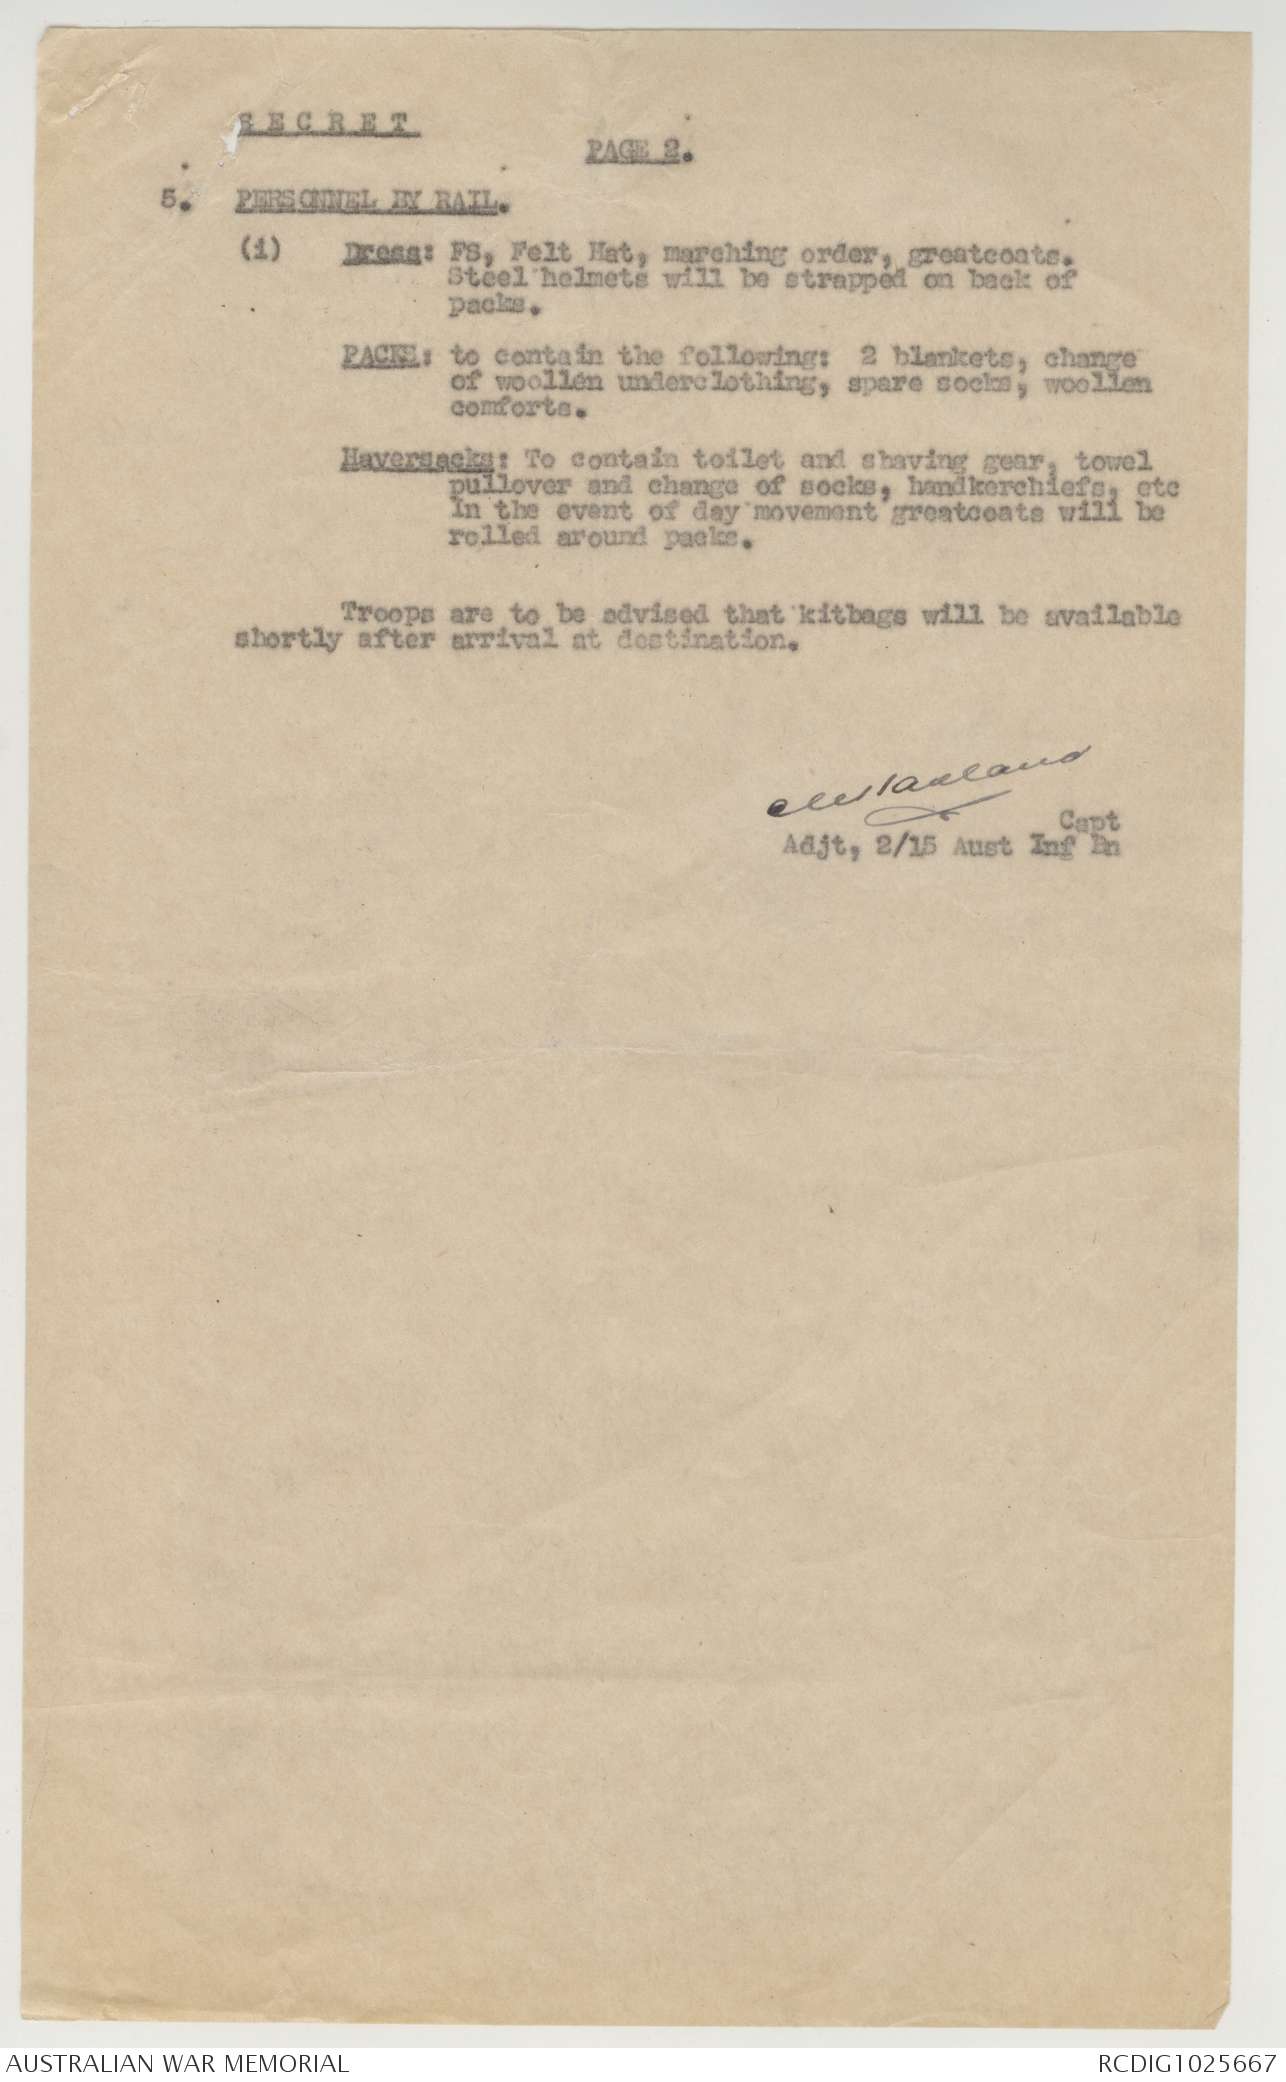 SECRET
PAGE 2.
5. PERSONNEL BY RAIL.
(i) Dress: FS, Felt Hat, marching order, greatcoats.
Steel helmets will be strapped on back of
packs.
PACKS: to contain the following: 2 blankets, change
of woollen underclothing, spare socks, woollen
comforts.
Haversacks: To contain toilet and shaving gear, towel
pullover and change of socks, handkerchiefs, etc
In the event of day movement greatcoats will be
rolled around packs.
Troops are to be advised that kitbags will be available
shortly after arrival at destination.
Capt
Adjt, 2/15 Aust Inf Bn
AUSTRALIAN WAR MEMORIAL
RCDIG1025667